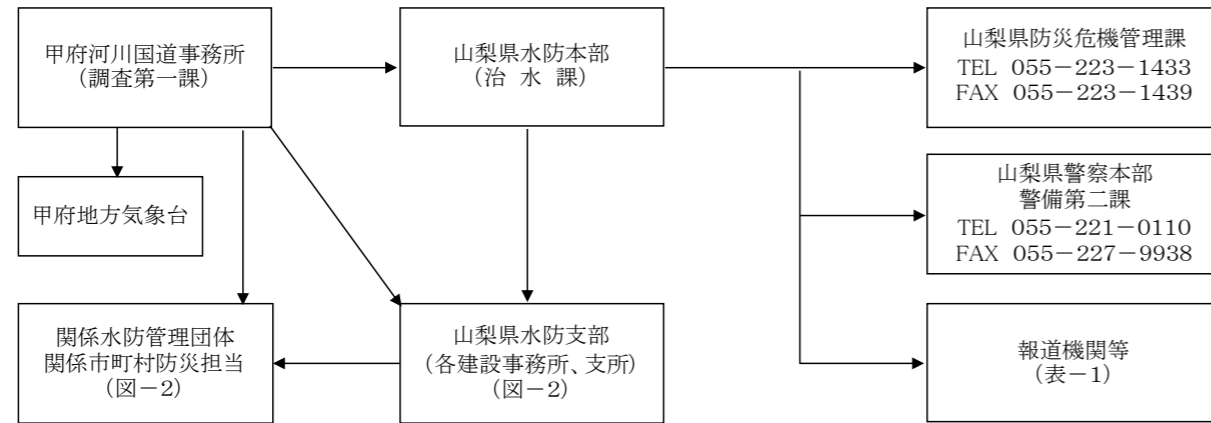 甲府河川国道事務所
(調査第一課)
山梨県水防本部
(治 水 課)
山梨県防災危機管理課
TEL 055-223-1433
FAX 055-223-1439
甲府地方気象台
山梨県警察本部
警備第二課
TEL 055-221-0110
FAX 055-227-9938
関係水防管理団体
関係市町村防災担当
(図-2)
山梨県水防支部
(各建設事務所、支所)
(図-2)
報道機関等
(表-1)